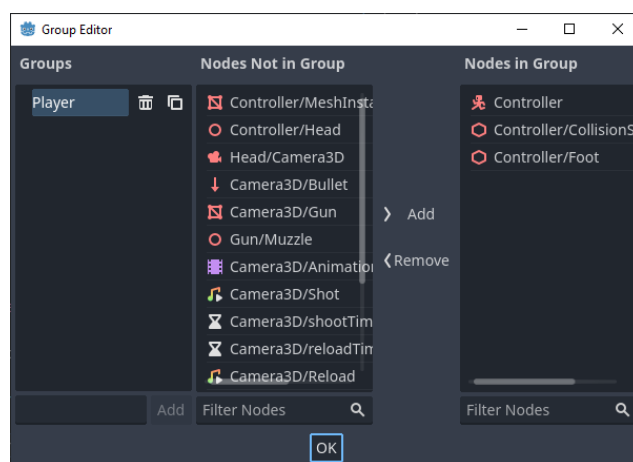 Group Editor
Groups
Nodes Not in Group
Nodes in Group
Player
Controller/MeshInsta
Controller/Head
Head/Camera3D
Camera3D/Bullet
Camera3D/Gun
Gun/Muzzle
Camera3D/Animation
Camera3D/Shot
Camera3D/shootTim
Camera3D/reloadTim
Camera3D/Reload
Add
Remove
Controller
Controller/CollisionS
Controller/Foot
Add
Filter Nodes
Filter Nodes
OK